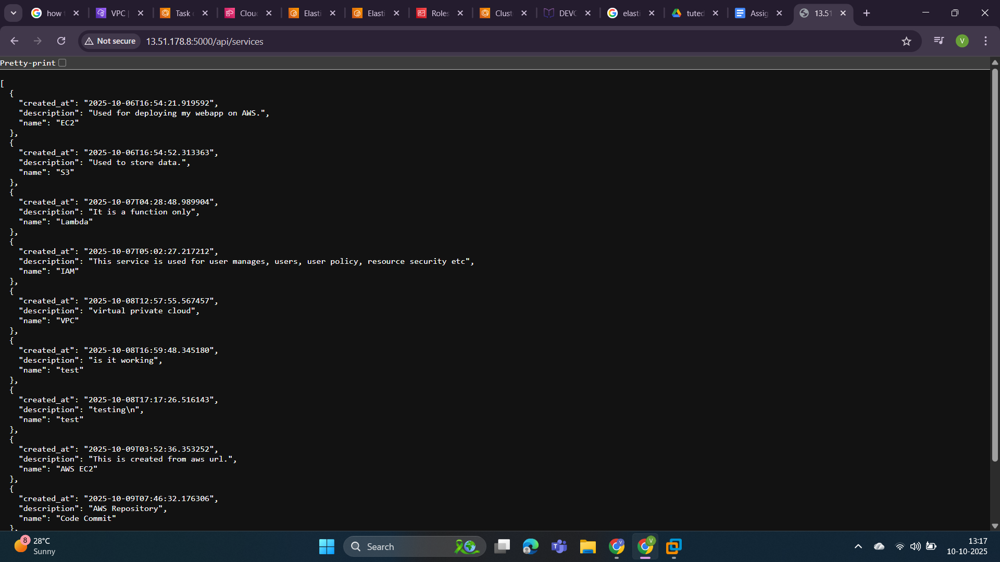 how
VPC |
Task
Clou
Elasti
Elasti
Roles
Clust
DEVC
elasti
tuted
Assig
13.51
Not secure
13.51.178.8:5000/api/services
V
Pretty-print
[
  {
    "created_at": "2025-10-06T16:54:21.919592",
    "description": "Used for deploying my webapp on AWS.",
    "name": "EC2"
  },
  {
    "created_at": "2025-10-06T16:54:52.313363",
    "description": "Used to store data.",
    "name": "S3"
  },
  {
    "created_at": "2025-10-07T04:28:48.989904",
    "description": "It is a function only",
    "name": "Lambda"
  },
  {
    "created_at": "2025-10-07T05:02:27.217212",
    "description": "This service is used for user manages, users, user policy, resource security etc",
    "name": "IAM"
  },
  {
    "created_at": "2025-10-08T12:57:55.567457",
    "description": "virtual private cloud",
    "name": "VPC"
  },
  {
    "created_at": "2025-10-08T16:59:48.345180",
    "description": "is it working",
    "name": "test"
  },
  {
    "created_at": "2025-10-08T17:17:26.516143",
    "description": "testing\n",
    "name": "test"
  },
  {
    "created_at": "2025-10-09T03:52:36.353252",
    "description": "This is created from aws url.",
    "name": "AWS EC2"
  },
  {
    "created_at": "2025-10-09T07:46:32.176306",
    "description": "AWS Repository",
    "name": "Code Commit"
  },
8
28°C
Sunny
Search
V
V
13:17
10-10-2025